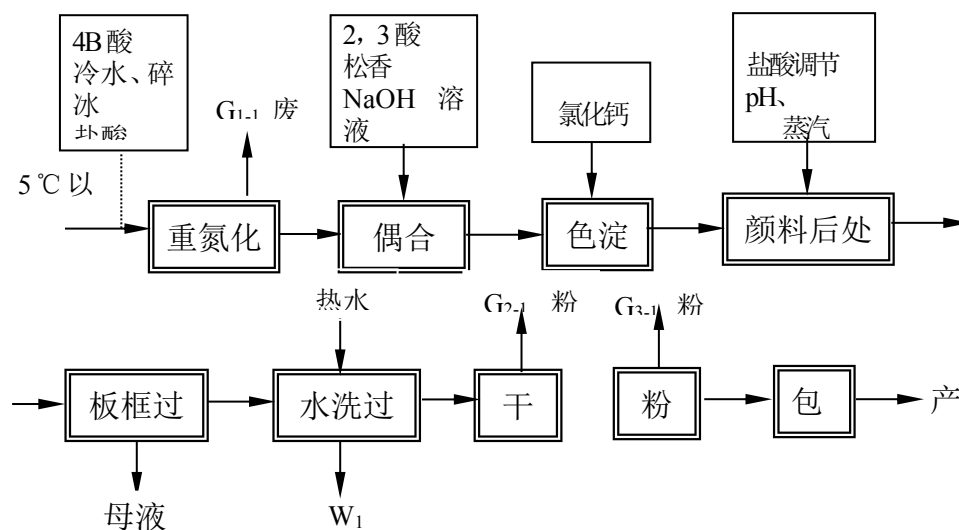 4B 酸
冷水、碎
冰
盐酸
2，3 酸
松香
NaOH 溶
液
氯化钙
盐酸调节
pH、
蒸汽
G1-1 废
5℃以
重氮化
偶合
色淀
颜料后处
热水
G2-1 粉
G3-1 粉
板框过
水洗过
干
粉
包
产
母液
W1